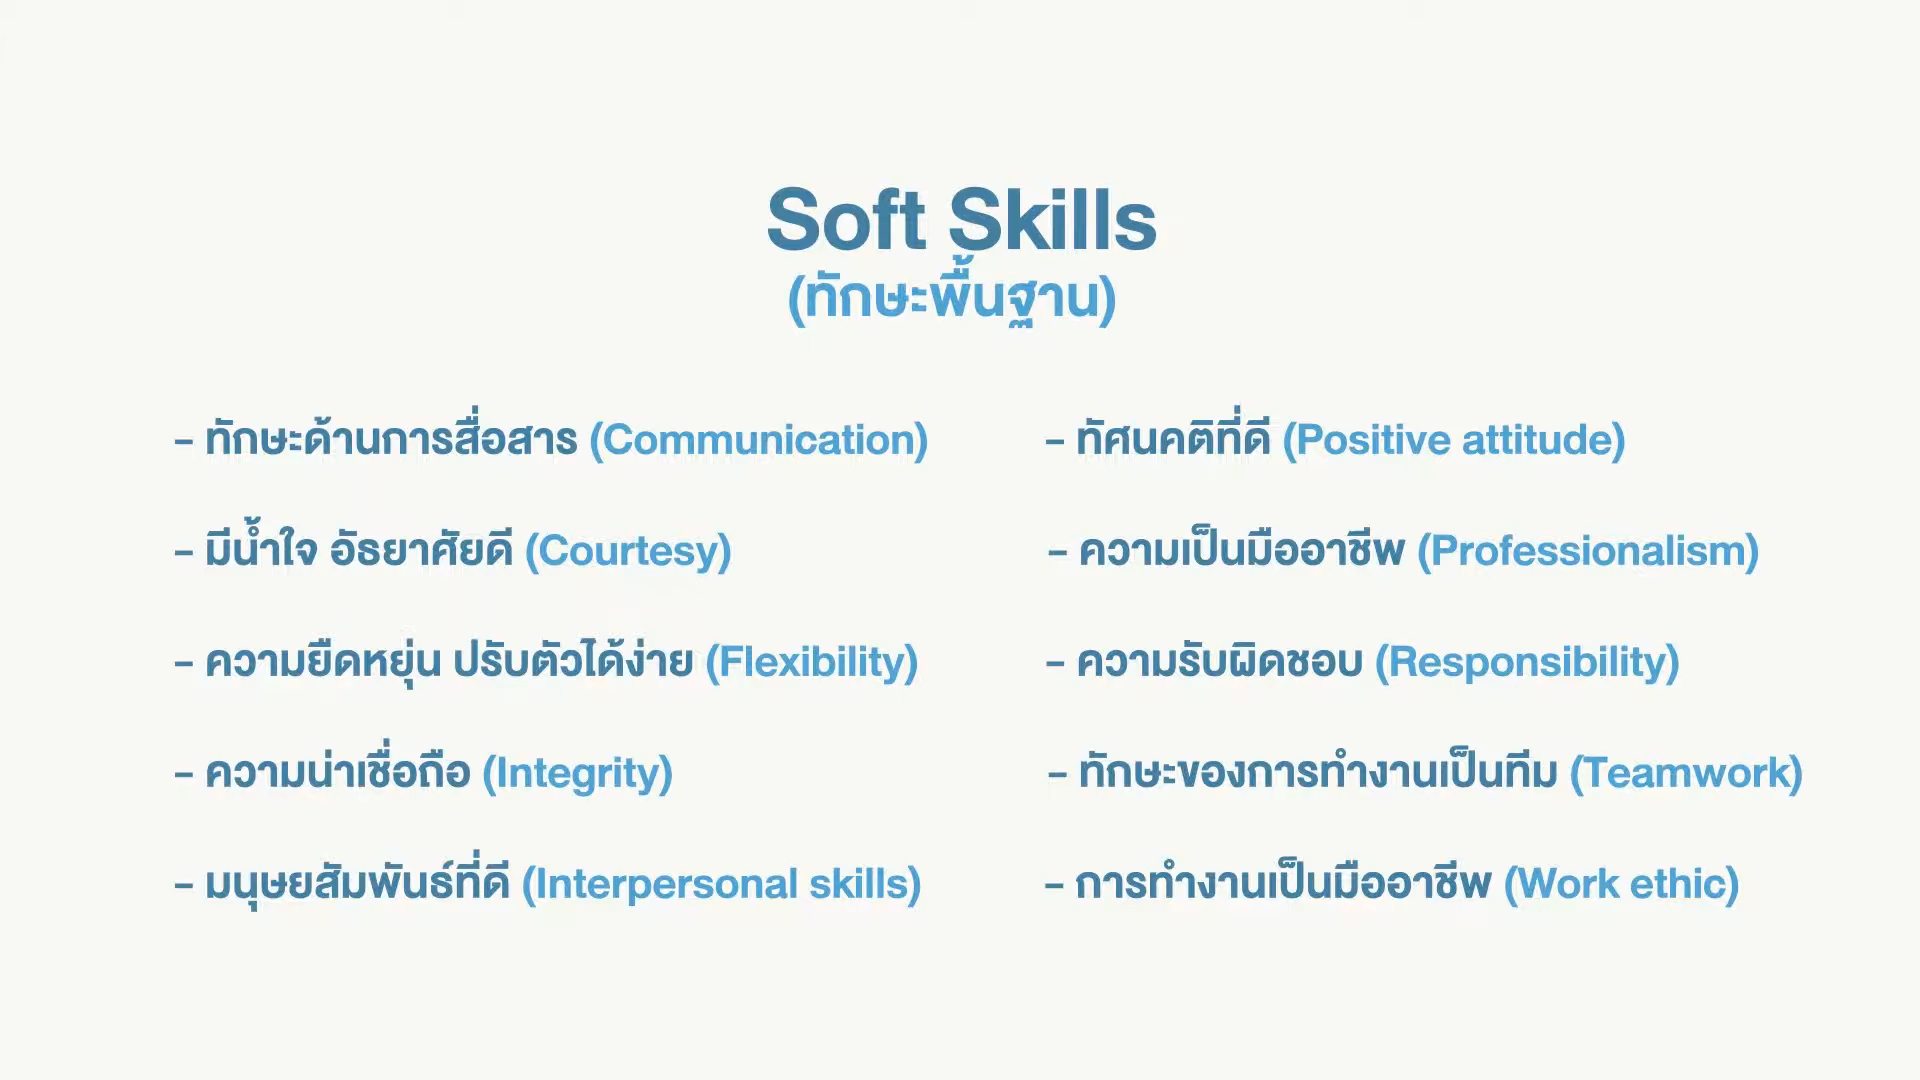 Soft Skills
(ทักษะพื้นฐาน)
- ทักษะด้านการสื่อสาร (Communication)
- มีน้ำใจ อัธยาศัยดี (Courtesy)
- ความยืดหยุ่น ปรับตัวได้ง่าย (Flexibility)
- ความน่าเชื่อถือ (Integrity)
- มนุษยสัมพันธ์ที่ดี (Interpersonal skills)
- ทัศนคติที่ดี (Positive attitude)
- ความเป็นมืออาชีพ (Professionalism)
- ความรับผิดชอบ (Responsibility)
- ทักษะของการทำงานเป็นทีม (Teamwork)
- การทำงานเป็นมืออาชีพ (Work ethic)